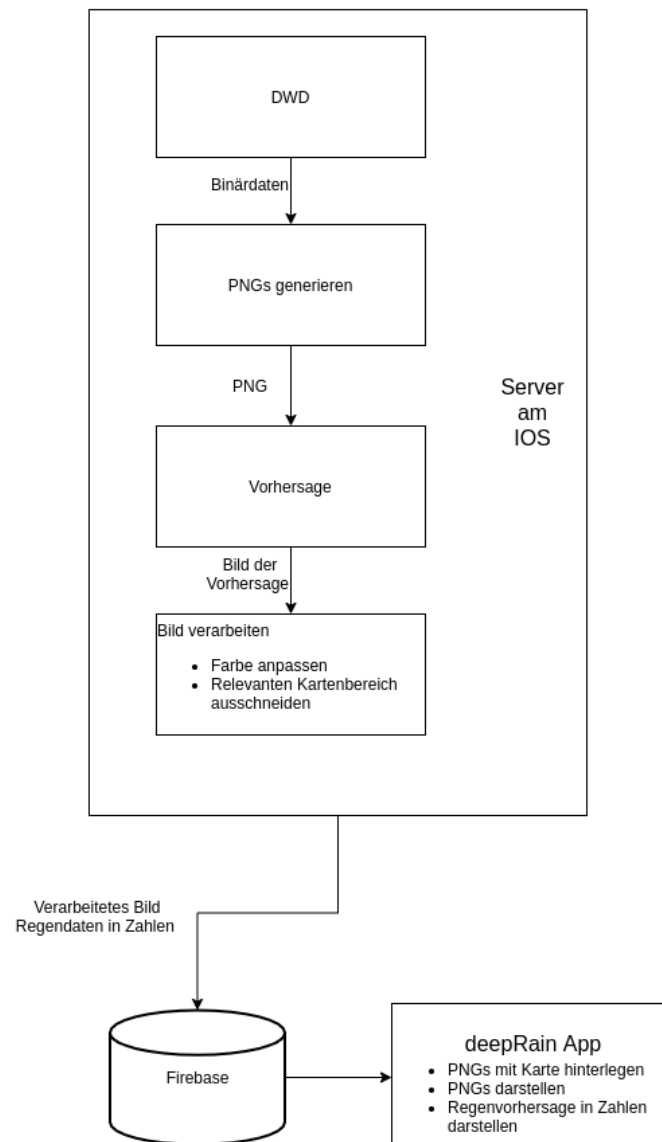 DWD
Binärdaten
PNGs generieren
PNG
Server
am
IOS
Vorhersage
Bild der
Vorhersage
Bild verarbeiten
Farbe anpassen
Relevanten Kartenbereich
ausschneiden
Verarbeitetes Bild
Regendaten in Zahlen
Firebase
deepRain App
PNGs mit Karte hinterlegen
PNGs darstellen
Regenvorhersage in Zahlen
darstellen